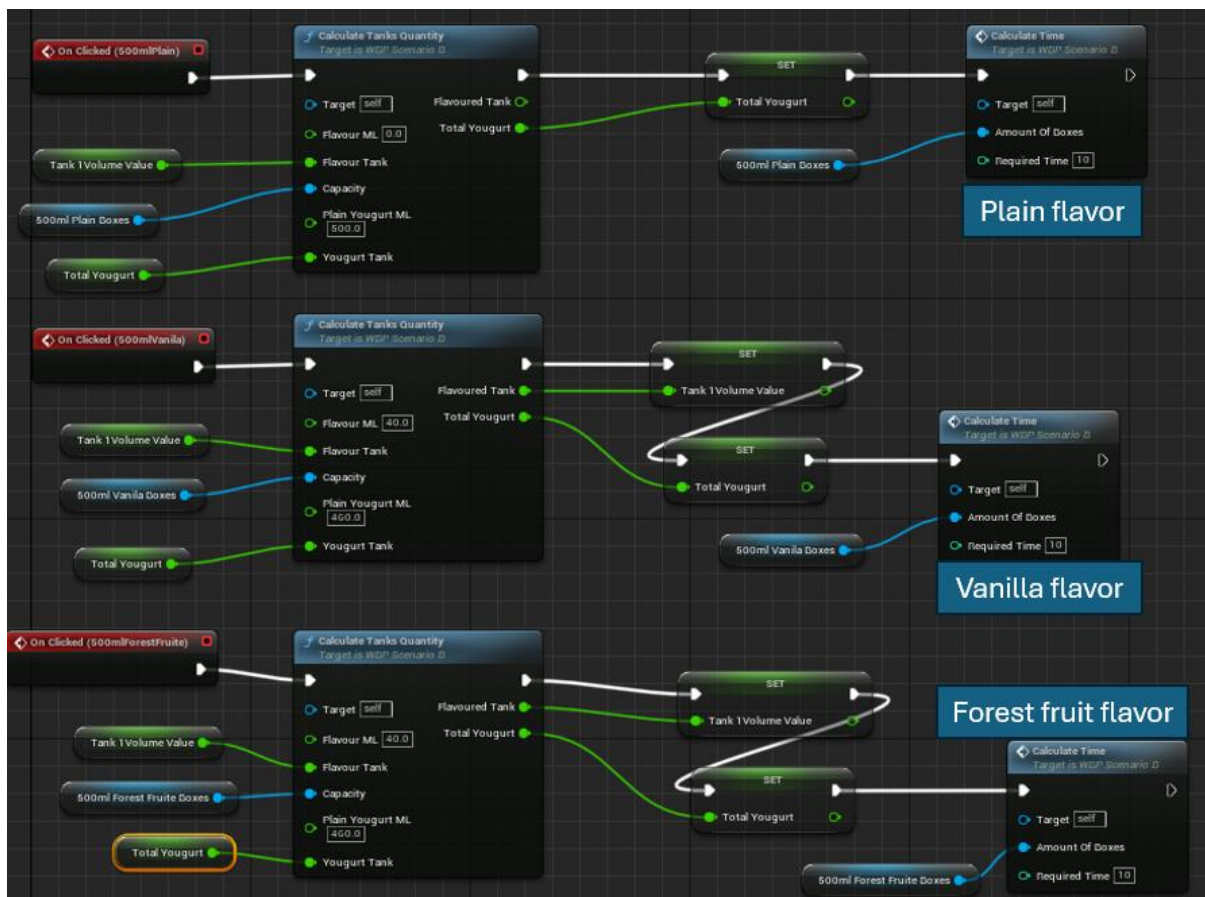 On Clicked (500mlPlain)
Calculate Tanks Quantity
Target is WBP Scenario B
Target self
Flavour ML 0.0
Flavour Tank
Capacity
Plain Yougurt ML
500.0
Yougurt Tank
Flavoured Tank
Total Yougurt
Tank 1Volume Value
500ml Plain Boxes
Total Yougurt
SET
Total Yougurt
500ml Plain Boxes
Calculate Time
Target is WBP Scenario B
Target self
Amount Of Boxes
Required Time 10
Plain flavor
On Clicked (500mlVanila)
Calculate Tanks Quantity
Target is WBP Scenario B
Target self
Flavour ML 40.0
Flavour Tank
Capacity
Plain Yougurt ML
460.0
Yougurt Tank
Flavoured Tank
Total Yougurt
Tank 1Volume Value
500ml Vanila Boxes
Total Yougurt
SET
Tank 1Volume Value
SET
Total Yougurt
500ml Vanila Boxes
Calculate Time
Target is WBP Scenario B
Target self
Amount Of Boxes
Required Time 10
Vanilla flavor
On Clicked (500mlForestFruite)
Calculate Tanks Quantity
Target is WBP Scenario B
Target self
Flavour ML 40.0
Flavour Tank
Capacity
Plain Yougurt ML
460.0
Yougurt Tank
Flavoured Tank
Total Yougurt
Tank 1Volume Value
500ml Forest Fruite Boxes
Total Yougurt
SET
Tank 1Volume Value
SET
Total Yougurt
500ml Forest Fruite Boxes
Forest fruit flavor
Calculate Time
Target is WBP Scenario B
Target self
Amount Of Boxes
Required Time 10